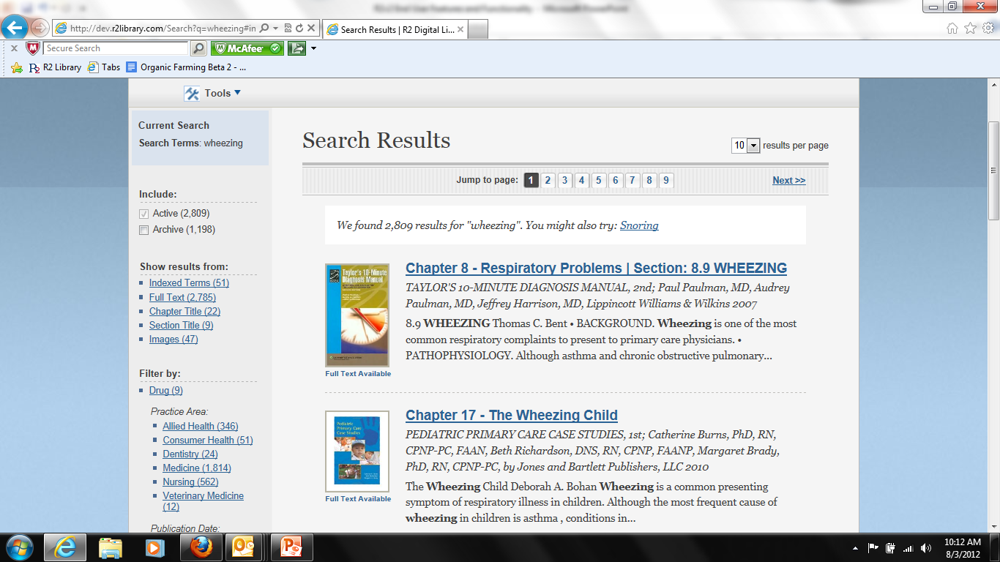 R2v2 End User Features and Functionality - Microsoft PowerPoint
http://dev.r2library.com/Search?q=wheezing#in
Search Results | R2 Digital Li...
Secure Search
McAfee
R2 R2 Library
Tabs
Organic Farming Beta 2 - ...
Tools
Current Search
Search Terms: wheezing
Include:
Active (2,809)
Archive (1,198)
Show results from:
Indexed Terms (51)
Full Text (2,785)
Chapter Title (22)
Section Title (9)
Images (47)
Filter by:
Drug (9)
Practice Area:
Allied Health (346)
Consumer Health (51)
Dentistry (24)
Medicine (1,814)
Nursing (562)
Veterinary Medicine
(12)
Publication Date:
Search Results
10 results per page
Jump to page: 1 2 3 4 5 6 7 8 9 Next >>
We found 2,809 results for "wheezing". You might also try: Snoring
Taylor's 10-Minute
Diagnosis Manual
Full Text Available
Chapter 8 - Respiratory Problems | Section: 8.9 WHEEZING
TAYLOR'S 10-MINUTE DIAGNOSIS MANUAL, 2nd; Paul Paulman, MD, Audrey
Paulman, MD, Jeffrey Harrison, MD, Lippincott Williams & Wilkins 2007
8.9 WHEEZING Thomas C. Bent • BACKGROUND. Wheezing is one of the most
common respiratory complaints to present to primary care physicians. •
PATHOPHYSIOLOGY. Although asthma and chronic obstructive pulmonary...
Pediatric
Primary Care
Case Studies
Full Text Available
Chapter 17 - The Wheezing Child
PEDIATRIC PRIMARY CARE CASE STUDIES, 1st; Catherine Burns, PhD, RN,
CPNP-PC, FAAN, Beth Richardson, DNS, RN, CPNP, FAANP, Margaret Brady,
PhD, RN, CPNP-PC, by Jones and Bartlett Publishers, LLC 2010
The Wheezing Child Deborah A. Bohan Wheezing is a common presenting
symptom of respiratory illness in children. Although the most frequent cause of
wheezing in children is asthma , conditions in...
10:12 AM
8/3/2012